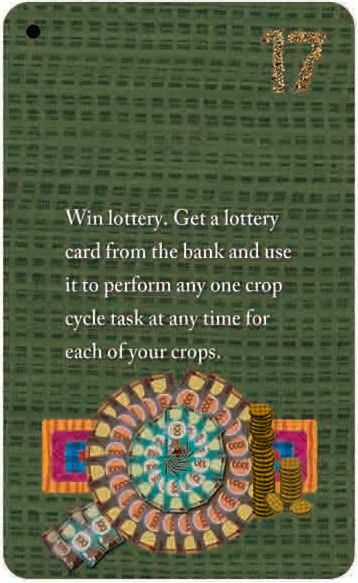 17
Win lottery. Get a lottery
card from the bank and use
it to perform any one crop
cycle task at any time for
each of your crops.